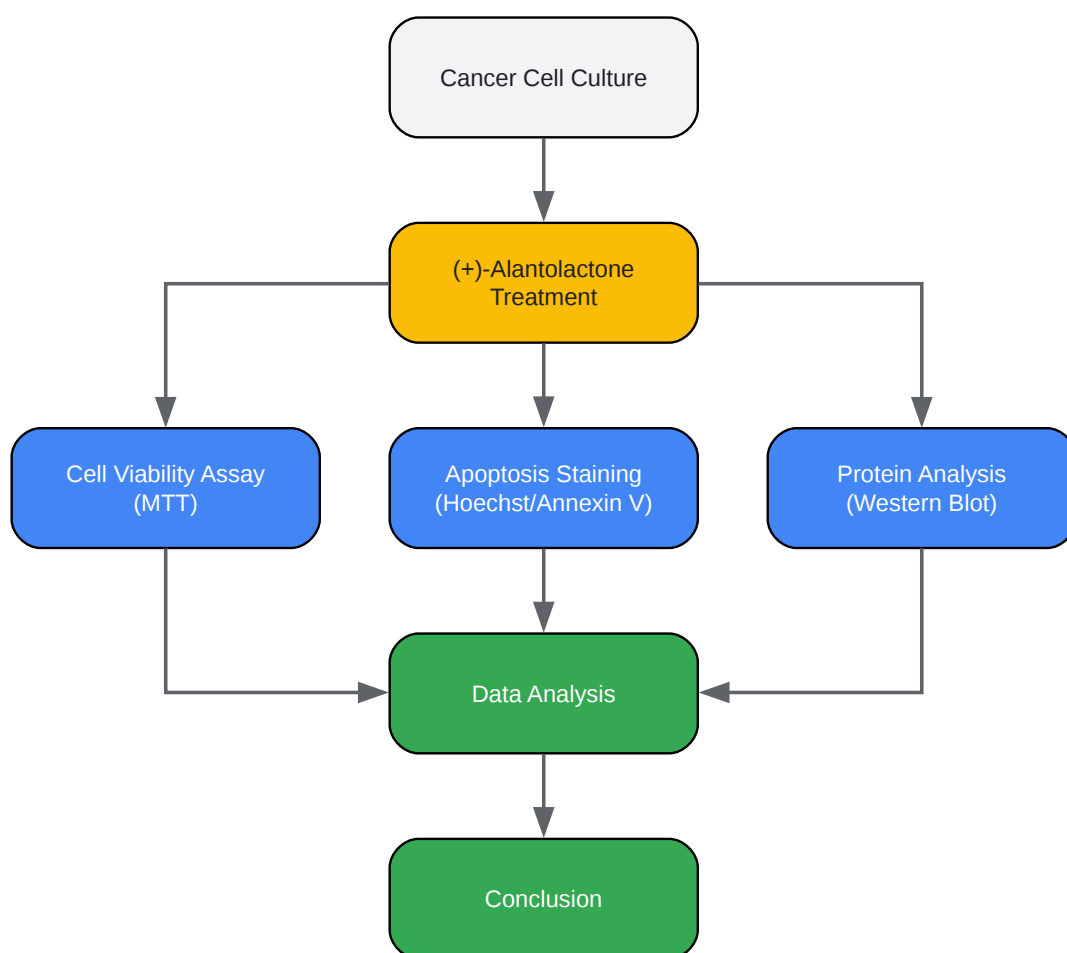 Cancer Cell Culture
(+)-Alantolactone
Treatment
Cell Viability Assay
(MTT)
Apoptosis Staining
(Hoechst/Annexin V)
Protein Analysis
(Western Blot)
Data Analysis
Conclusion